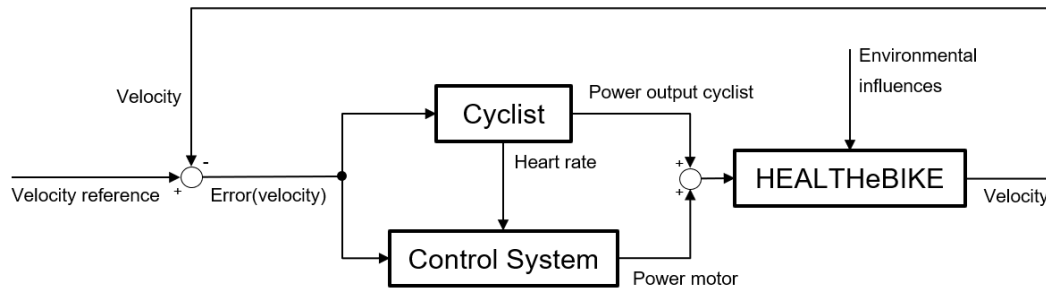 Environmental
influences
Velocity
Power output cyclist
Cyclist
-
Heart rate
+
HEALTHeBIKE
+
+
Velocity reference
Error(velocity)
Velocity
Control System
Power motor